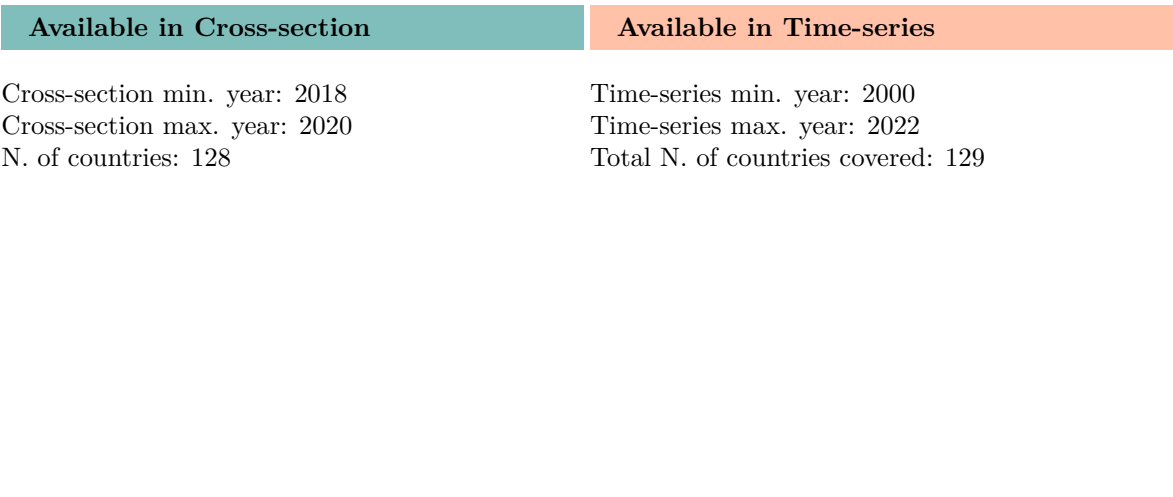 Available in Cross-section
Cross-section min. year: 2018
Cross-section max. year: 2020
N. of countries: 128
Available in Time-series
Time-series min. year: 2000
Time-series max. year: 2022
Total N. of countries covered: 129